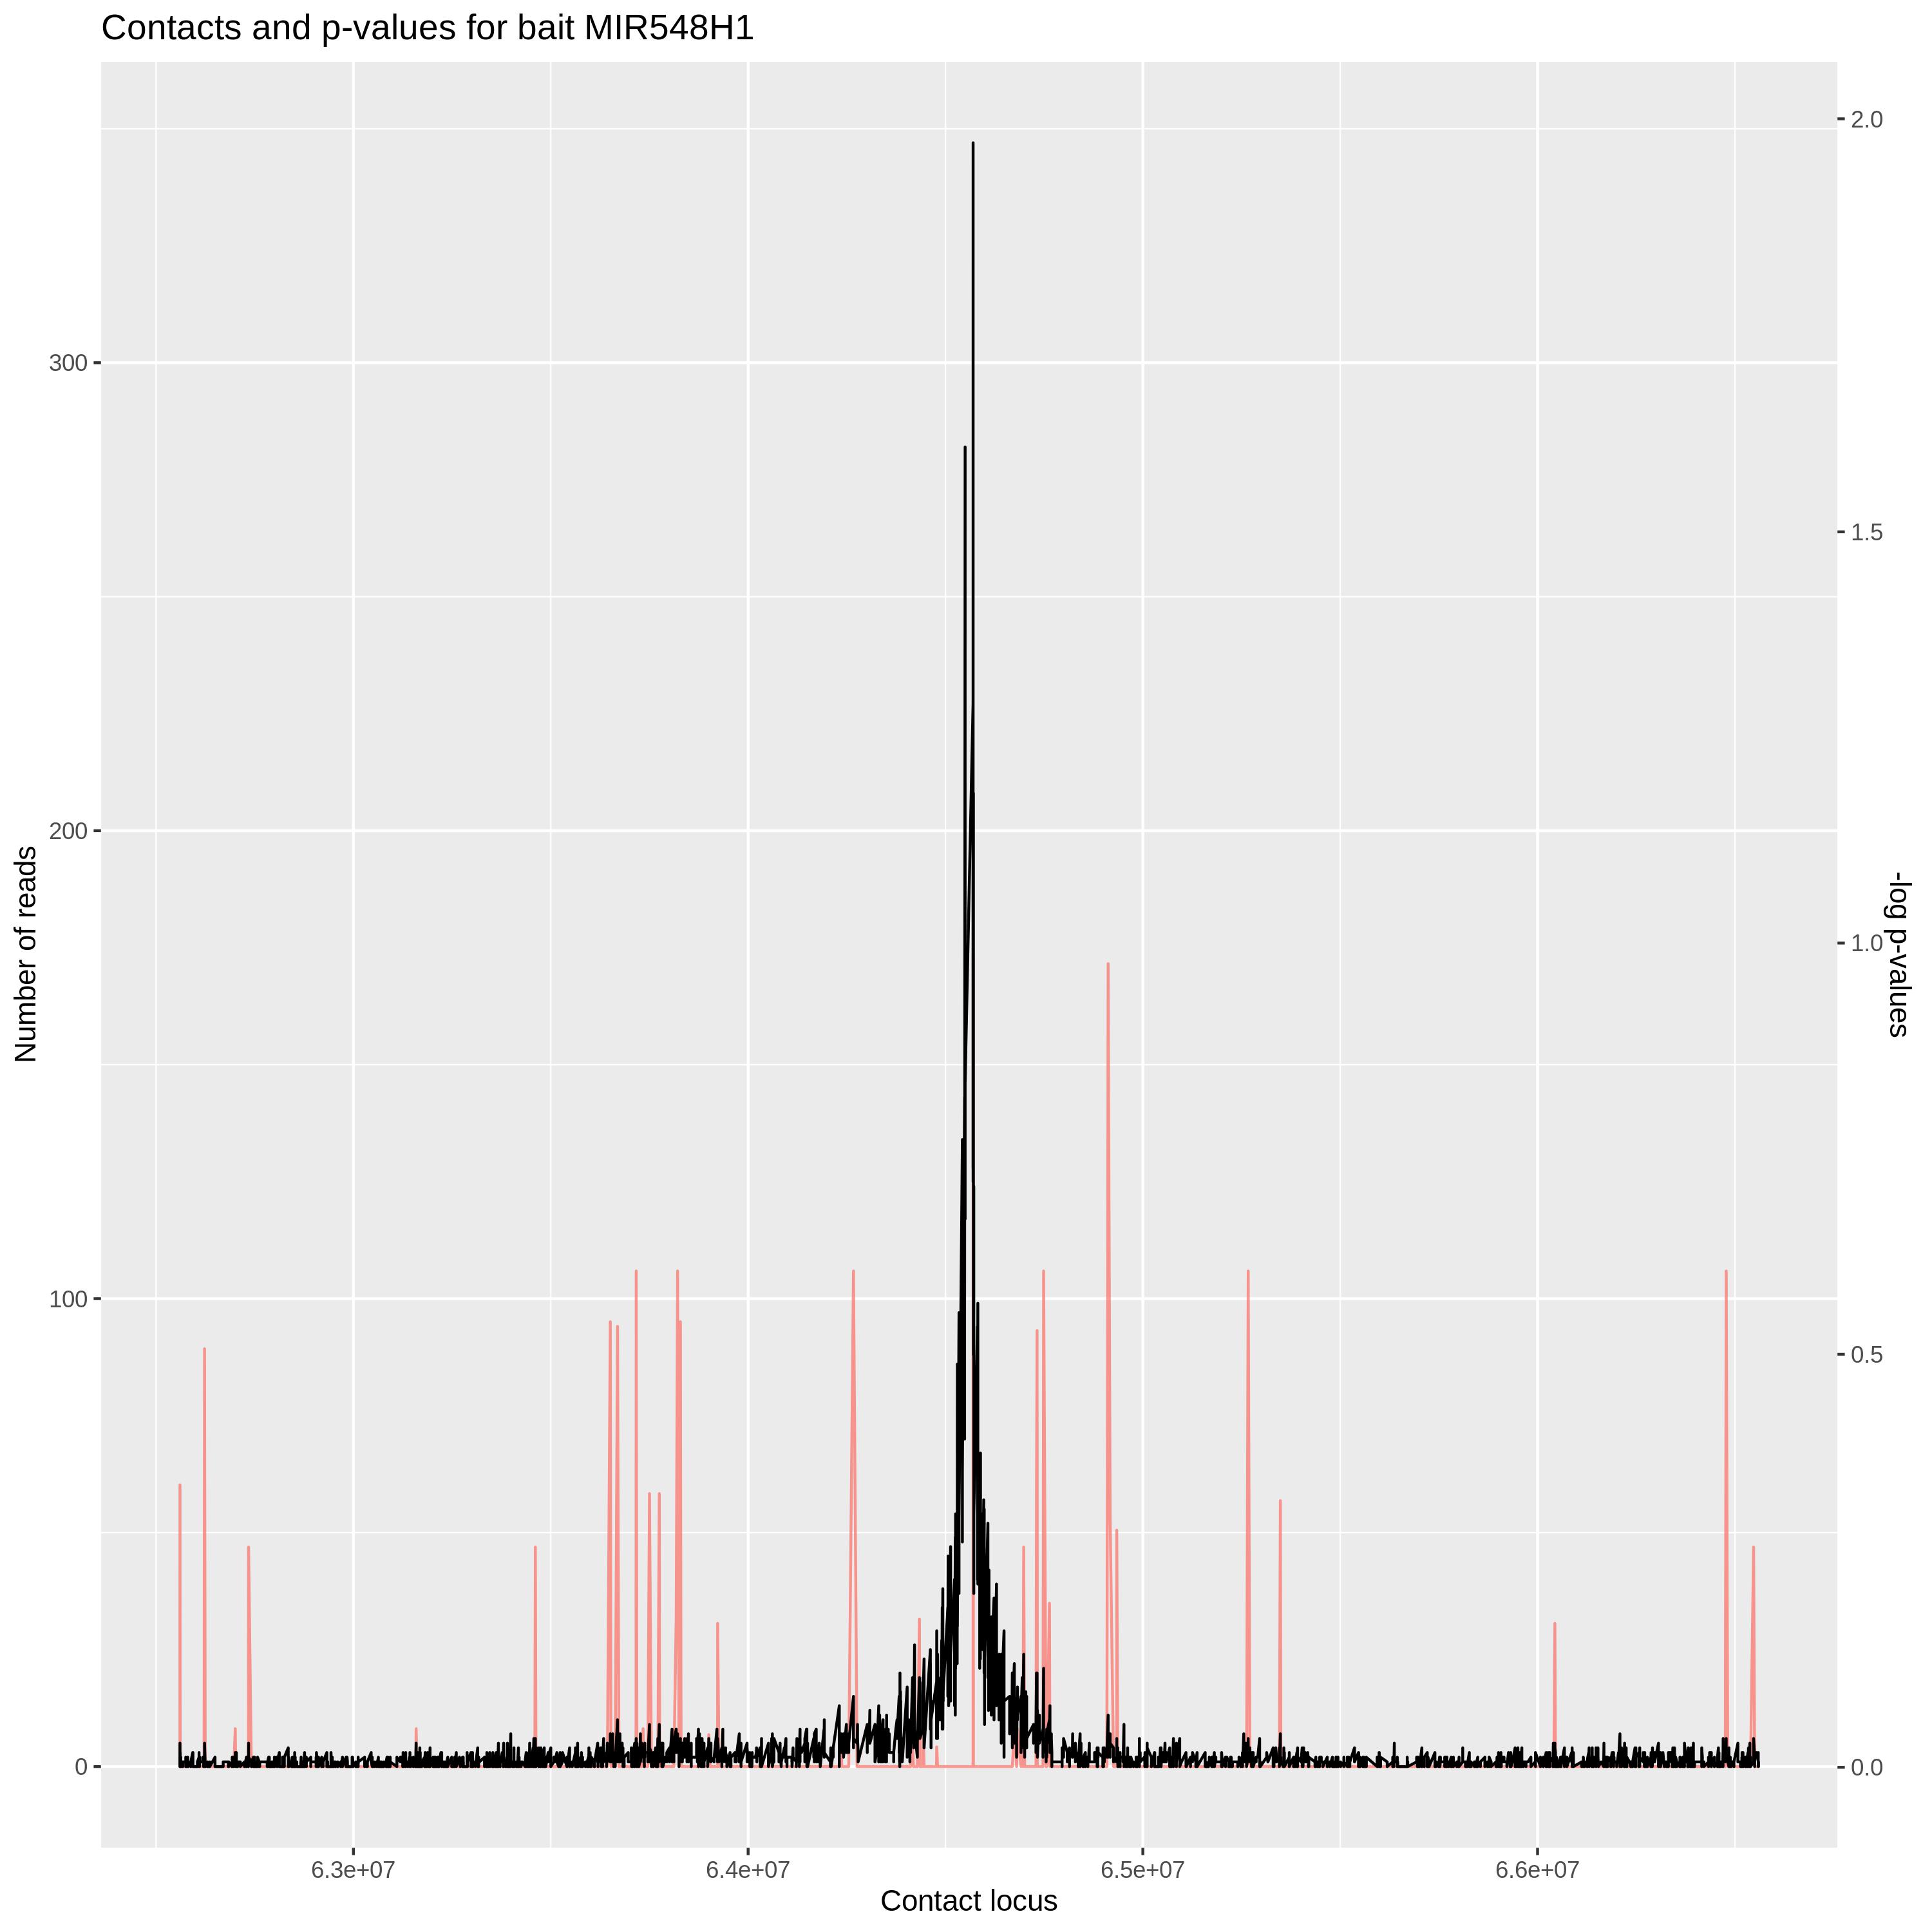 Contacts and p-values for bait MIR548H1
Number of reads
300
200
100
0
2.0
1.5
1.0
0.5
0.0
-log p-values
6.3e+07
6.4e+07
6.5e+07
6.6e+07
Contact locus